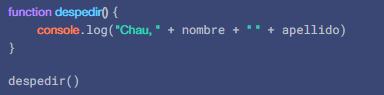 function despedir() {
console.log("Chau, " + nombre + " " + apellido)
}
despedir()